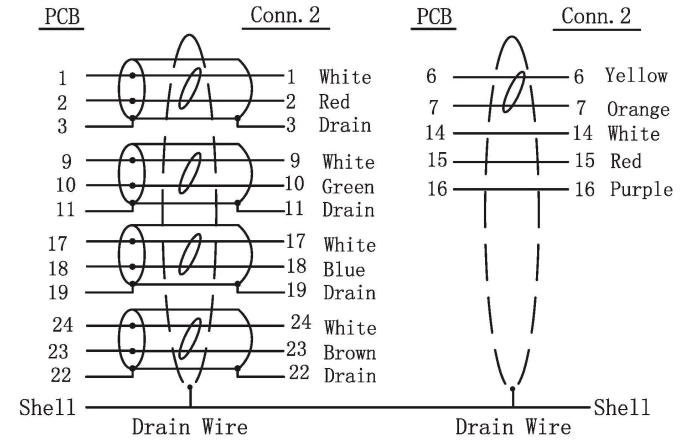 PCB Conn. 2 PCB Conn. 2
1 1 White 6 6 Yellow
2 2 Red 7 7 Orange
3 3 Drain 14 14 White
9 9 White 15 15 Red
10 10 Green 16 16 Purple
11 11 Drain
17 17 White
18 18 Blue
19 19 Drain
24 24 White
23 23 Brown
22 22 Drain
Shell Shell
Drain Wire Drain Wire